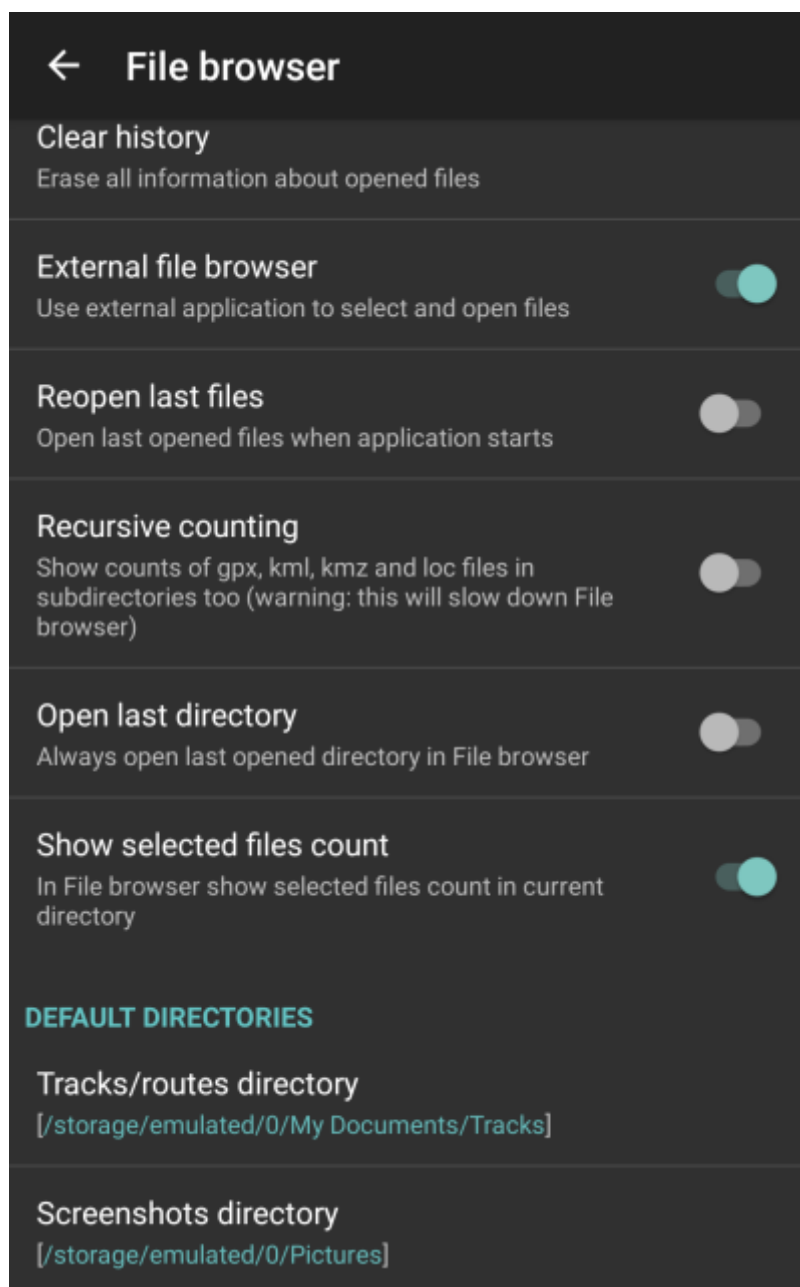 File browser
Clear history
Erase all information about opened files
External file browser
Use external application to select and open files
Reopen last files
Open last opened files when application starts
Recursive counting
Show counts of gpx, kml, kmz and loc files in
subdirectories too (warning: this will slow down File
browser)
Open last directory
Always open last opened directory in File browser
Show selected files count
In File browser show selected files count in current
directory
DEFAULT DIRECTORIES
Tracks/routes directory
[/storage/emulated/0/My Documents/Tracks]
Screenshots directory
[/storage/emulated/0/Pictures]